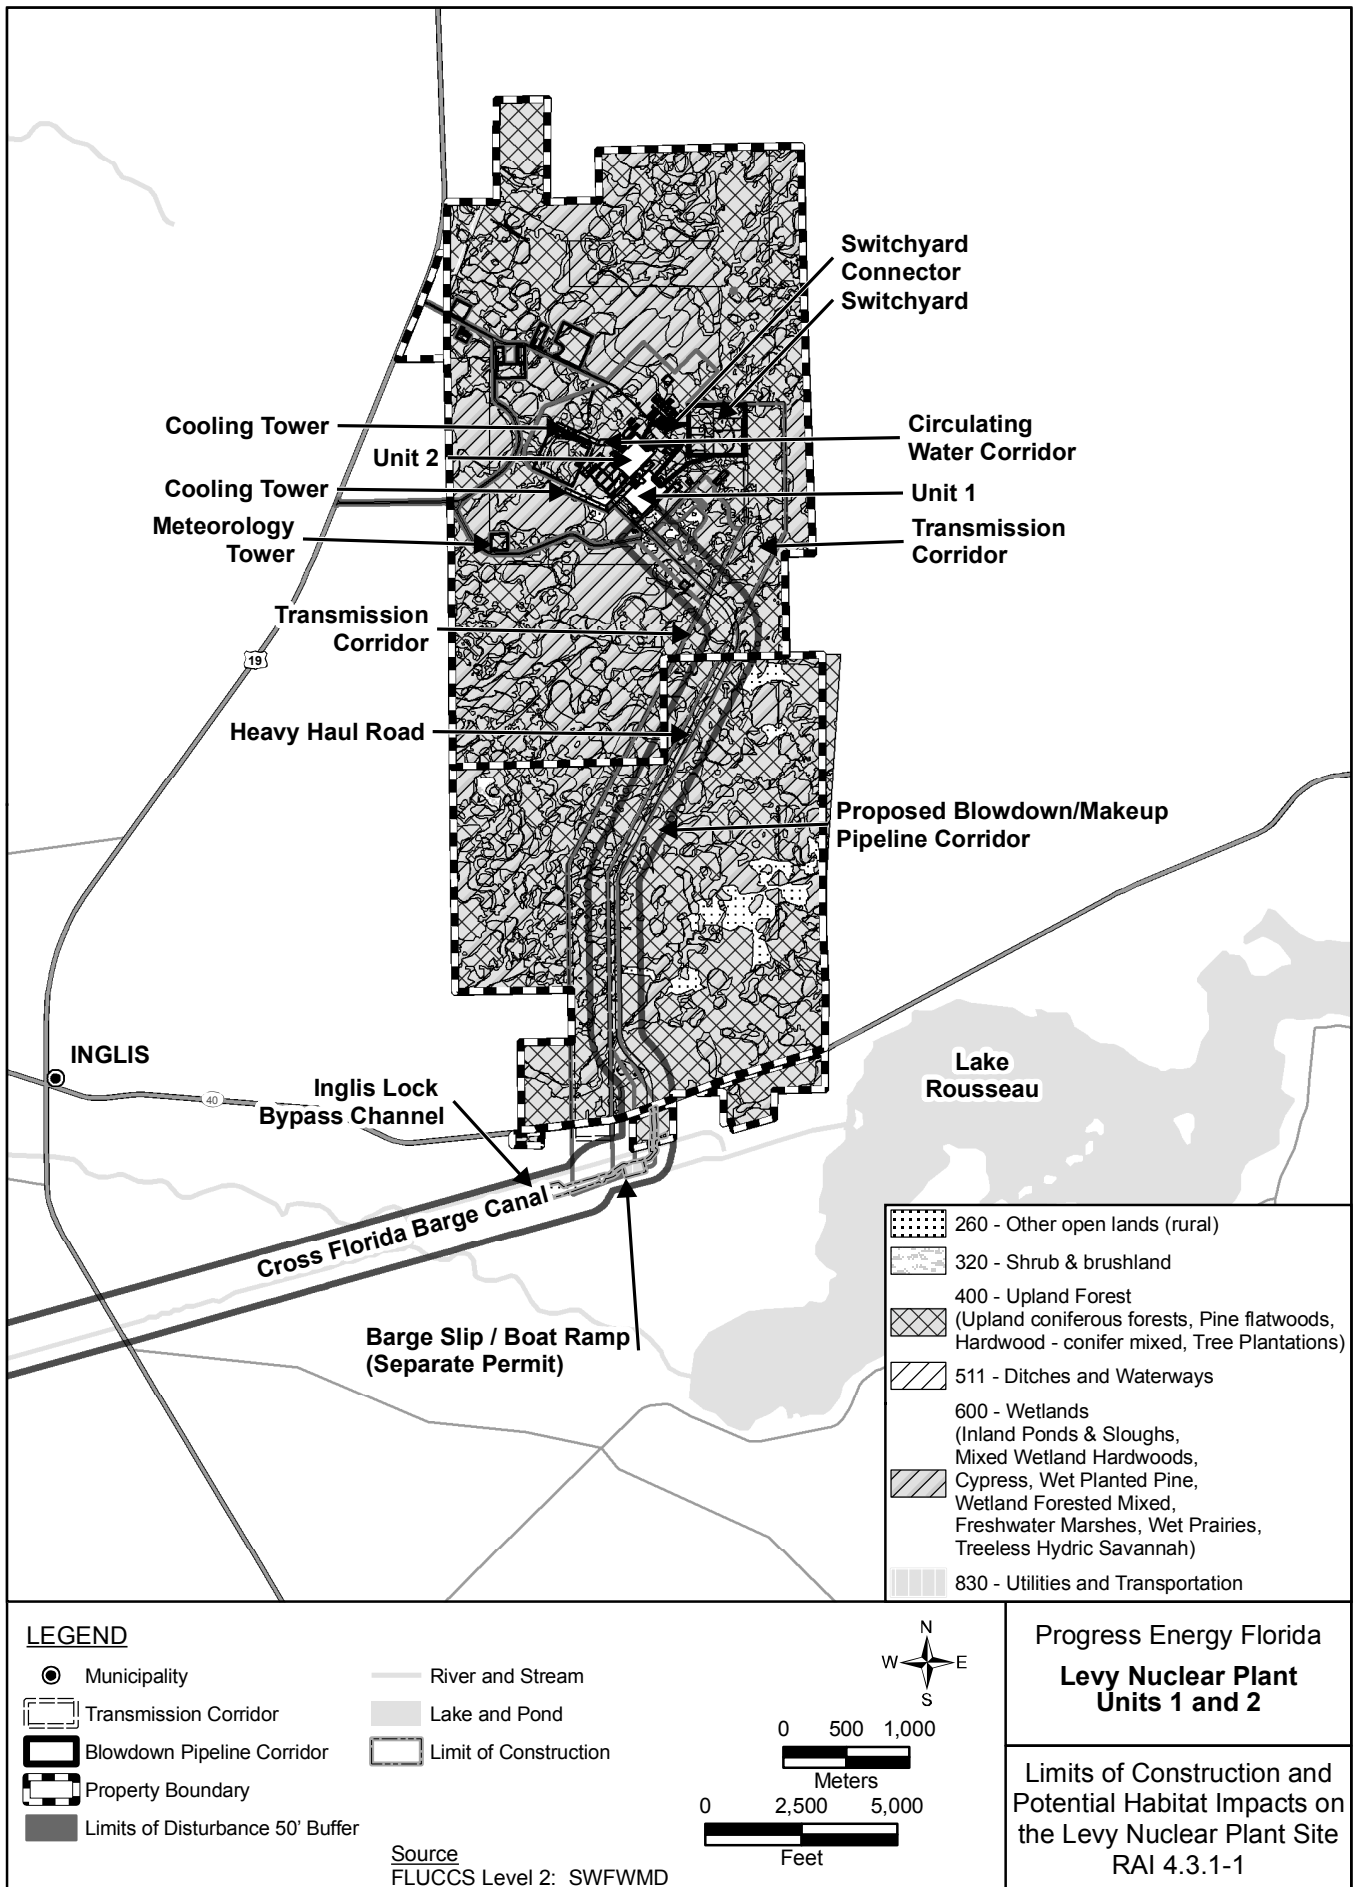 Switchyard
Connector
Switchyard
Cooling Tower
Circulating
Water Corridor
Unit 2
Cooling Tower
Unit 1
Meteorology
Tower
Transmission
Corridor
Transmission
Corridor
19
Heavy Haul Road
Proposed Blowdown/Makeup
Pipeline Corridor
INGLIS
Lake
Rousseau
40
Inglis Lock
Bypass Channel
Cross Florida Barge Canal
Barge Slip / Boat Ramp
(Separate Permit)
260 - Other open lands (rural)
320 - Shrub & brushland
400 - Upland Forest
(Upland coniferous forests, Pine flatwoods,
Hardwood - conifer mixed, Tree Plantations)
511 - Ditches and Waterways
600 - Wetlands
(Inland Ponds & Sloughs,
Mixed Wetland Hardwoods,
Cypress, Wet Planted Pine,
Wetland Forested Mixed,
Freshwater Marshes, Wet Prairies,
Treeless Hydric Savannah)
830 - Utilities and Transportation
LEGEND
Municipality
Transmission Corridor
Blowdown Pipeline Corridor
Property Boundary
Limits of Disturbance 50' Buffer
River and Stream
Lake and Pond
Limit of Construction
Source
FLUCCS Level 2: SWFWMD
N
W E
S
0 500 1,000
Meters
0 2,500 5,000
Feet
Progress Energy Florida
Levy Nuclear Plant
Units 1 and 2
Limits of Construction and
Potential Habitat Impacts on
the Levy Nuclear Plant Site
RAI 4.3.1-1